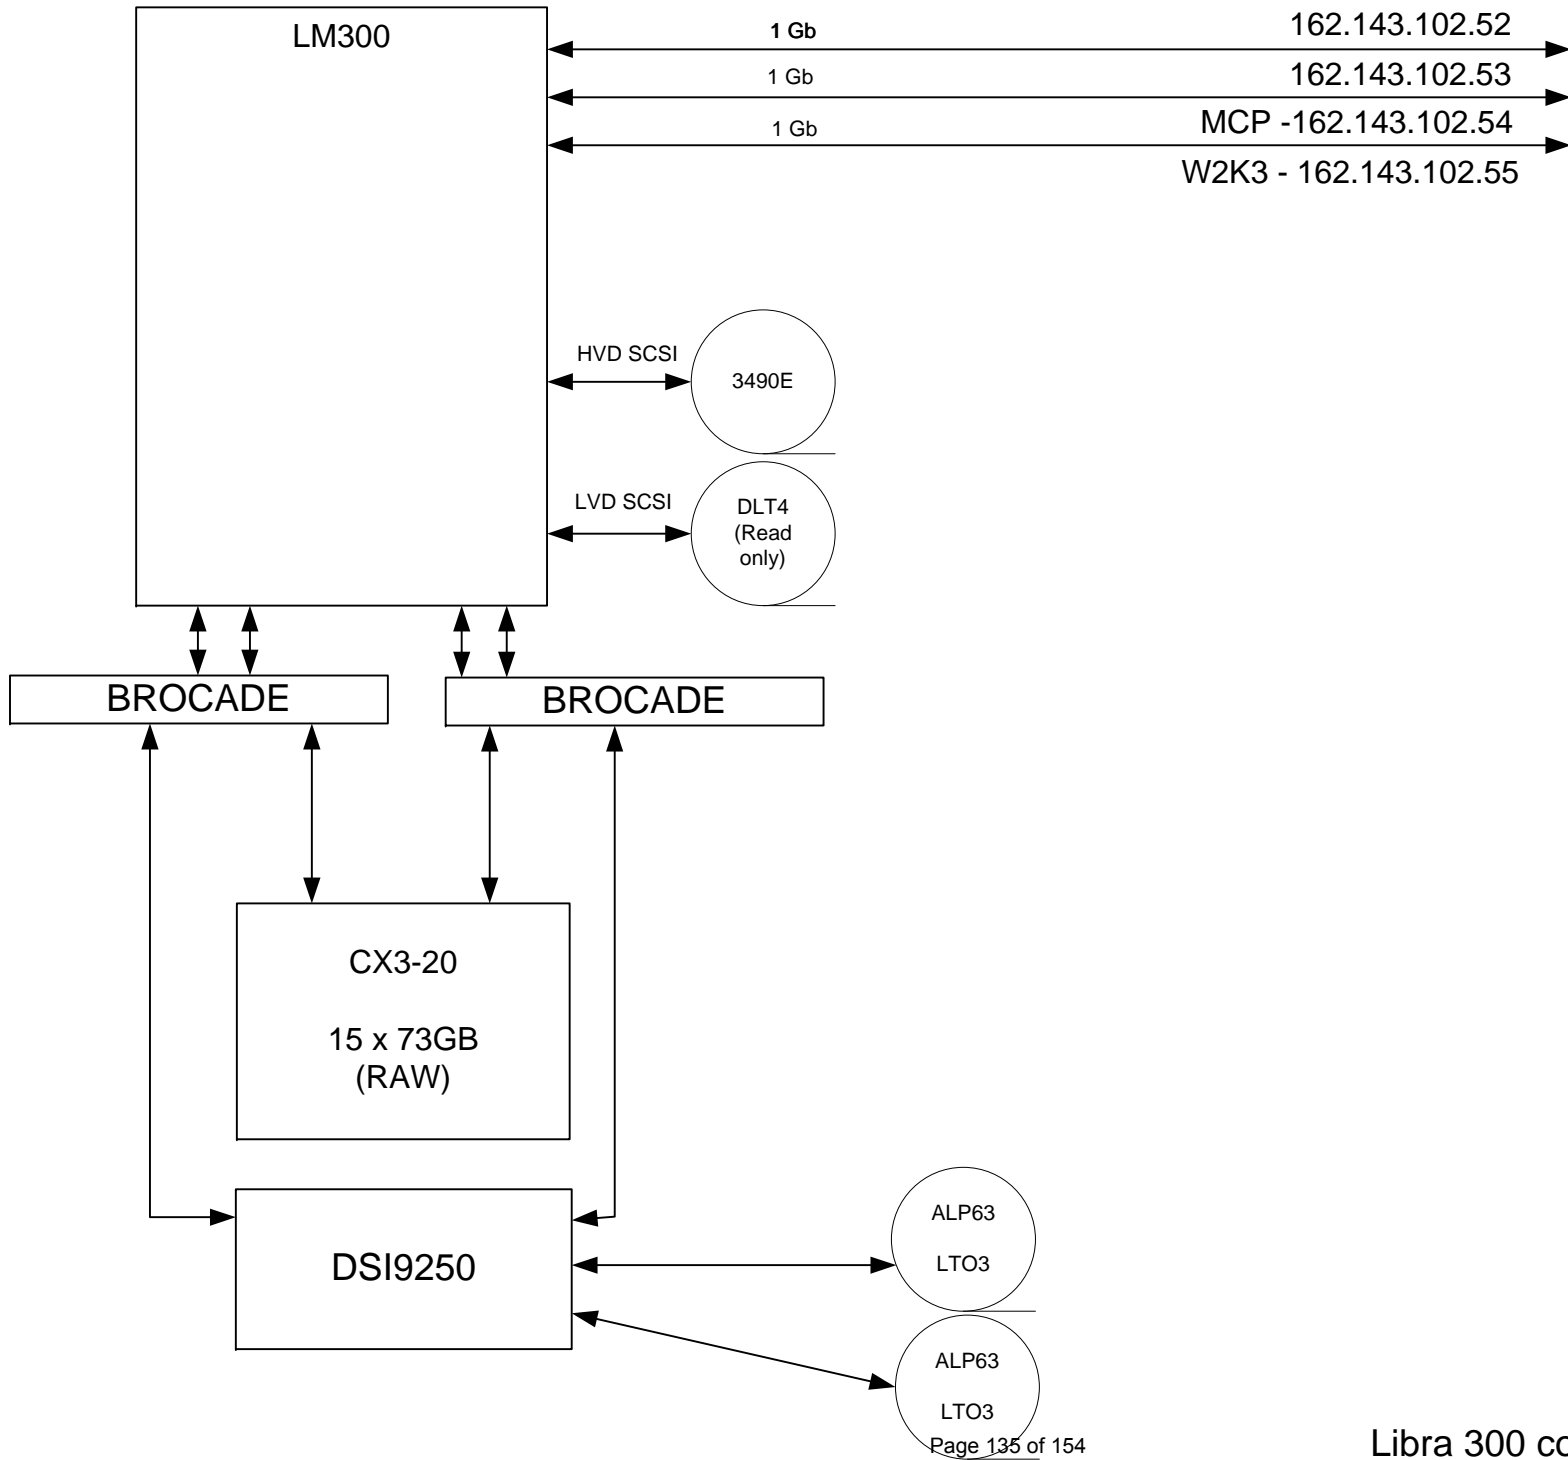 LM300
1 Gb
162.143.102.52
1 Gb
162.143.102.53
1 Gb
MCP -162.143.102.54
W2K3 - 162.143.102.55
HVD SCSI
3490E
LVD SCSI
DLT4
(Read
only)
BROCADE
BROCADE
CX3-20
15 x 73GB
(RAW)
DSI9250
ALP63
LTO3
ALP63
LTO3
Page 135 of 154
Libra 300